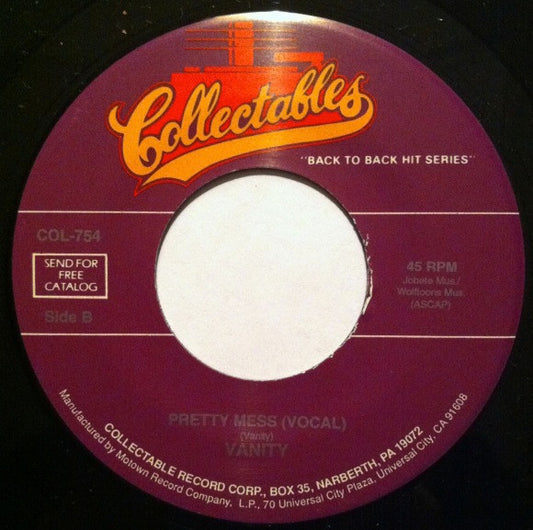 Collectables
"BACK TO BACK HIT SERIES"
COL-754
SEND FOR
FREE
CATALOG
Side B
45 RPM
Jobete Mus./
Wolftoons Mus.
(ASCAP)
PRETTY MESS (VOCAL)
(Vanity)
VANITY
COLLECTABLE RECORD CORP., BOX 35, NARBERTH, PA 19072
Manufactured by Motown Record Company, L.P., 70 Universal City Plaza, Universal City, CA 91608